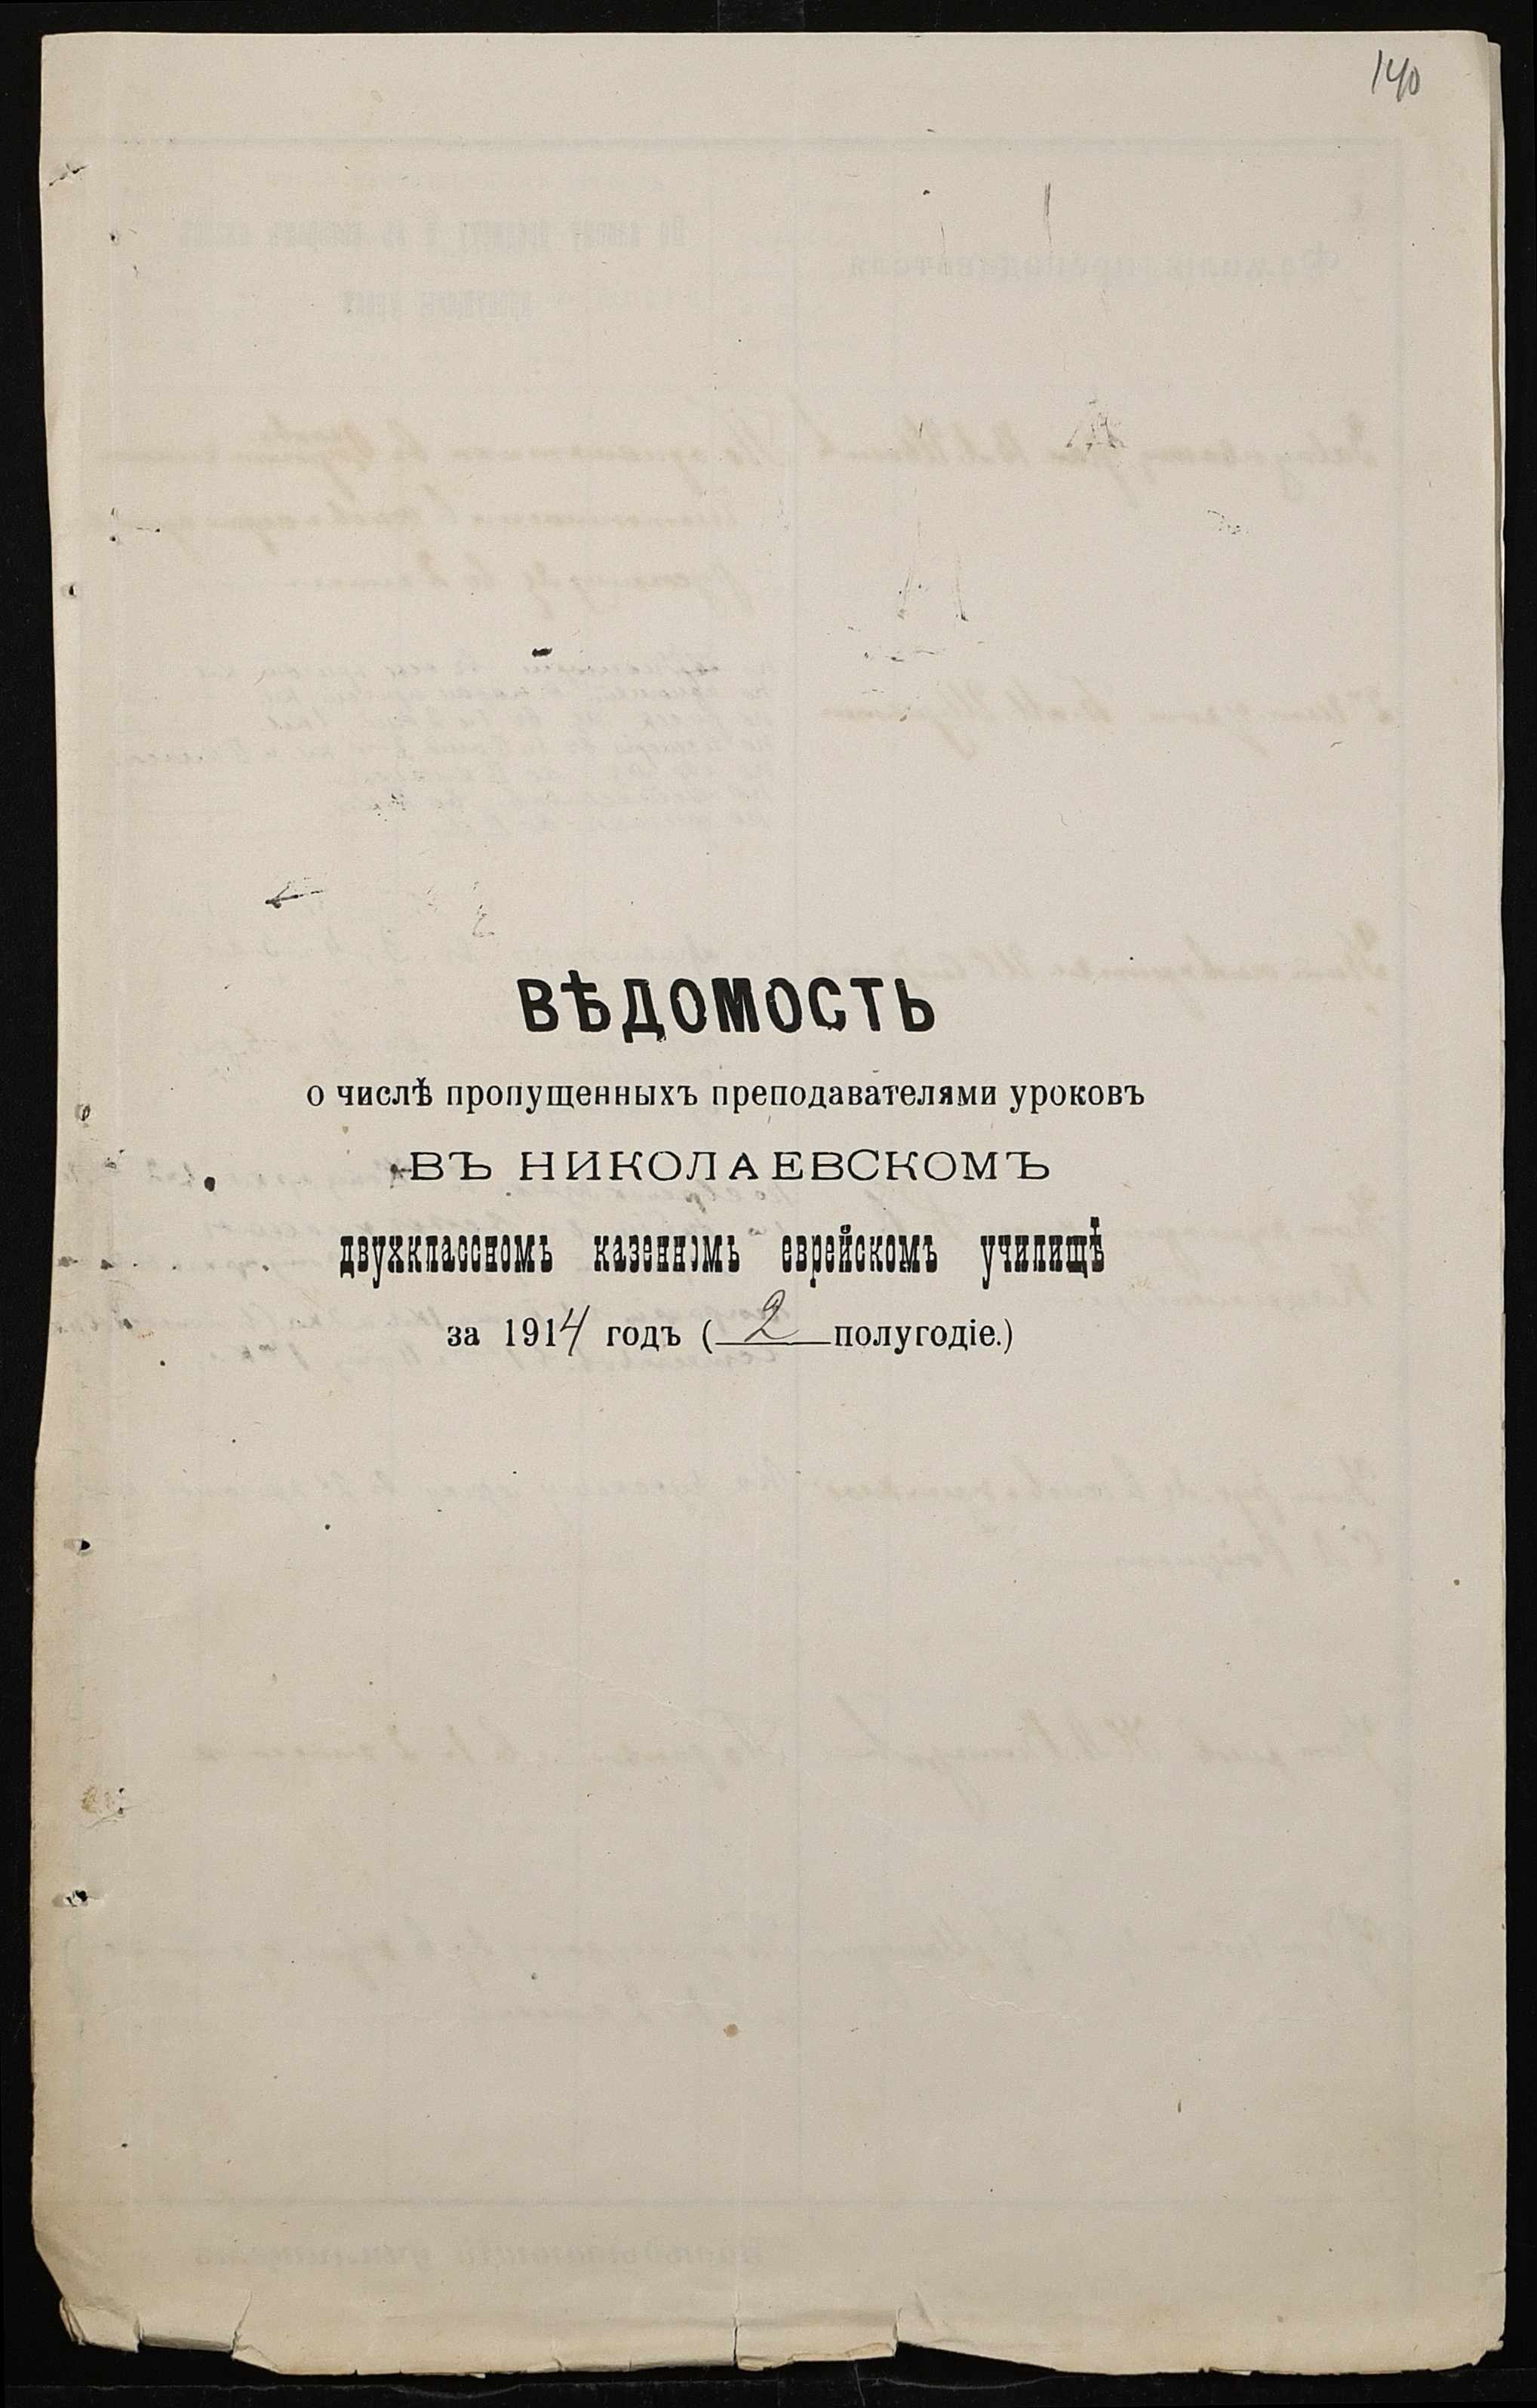 140
ВѢДОМОСТЬ
о числѣ пропущенныхъ преподавателями уроковъ
ВЪ НИКОЛАЕВСКОМЪ
двухклассномъ казенномъ еврейскомъ училищѣ
за 1914 годъ ( 2 полугодіе.)